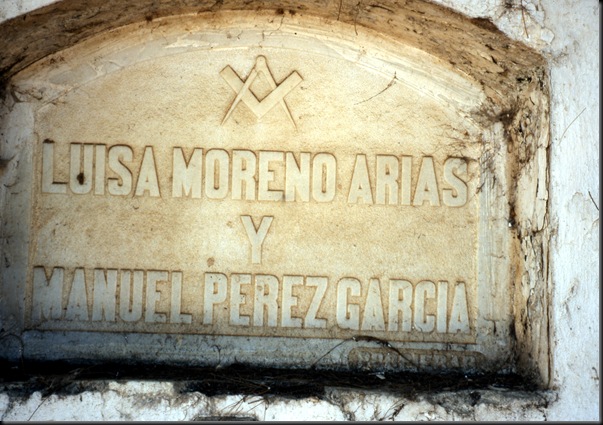 LUISA MORENO ARIAS
Y
MANUEL PEREZ GARCIA